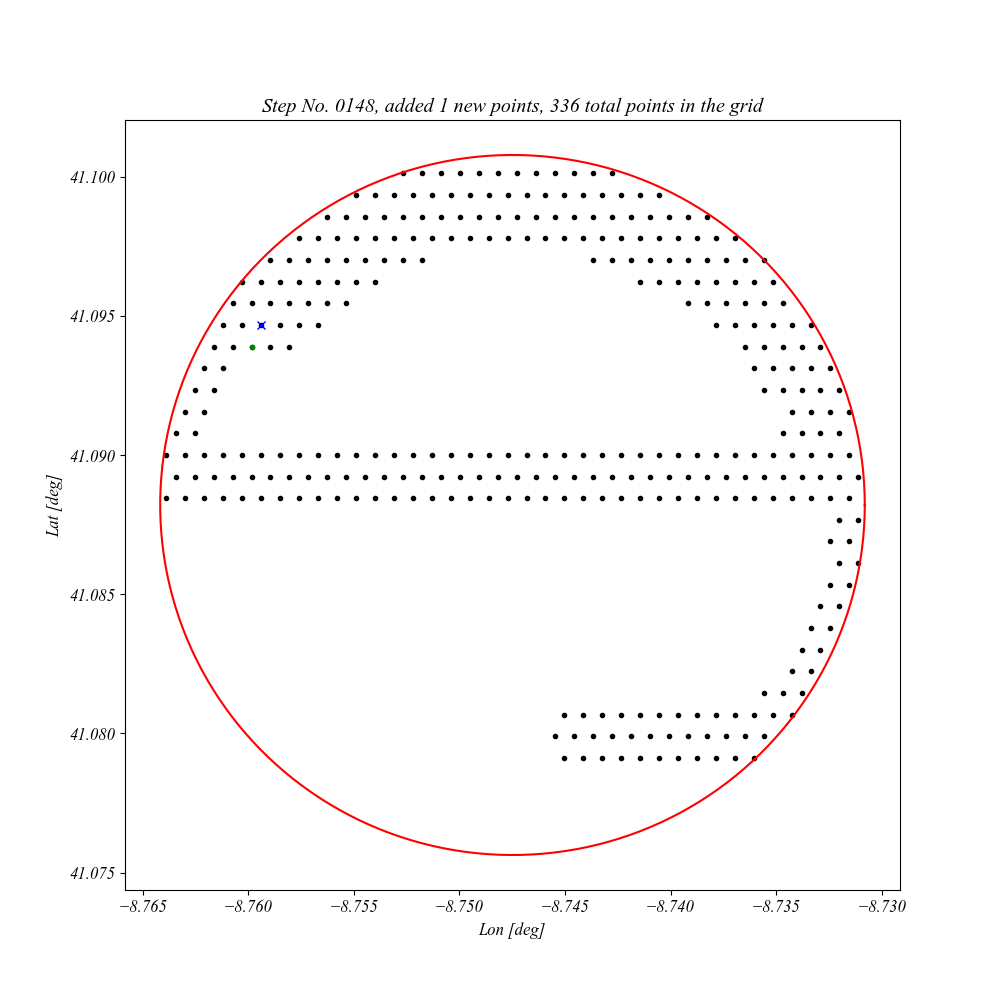 Step No. 0148, added 1 new points, 336 total points in the grid
41.100
41.095
41.090
41.085
41.080
41.075
Lat [deg]
−8.765 −8.760 −8.755 −8.750 −8.745 −8.740 −8.735 −8.730
Lon [deg]